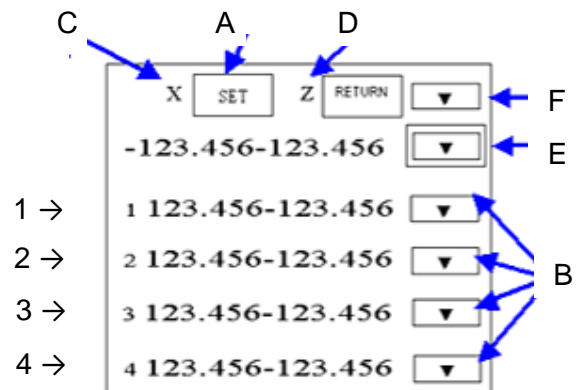 C A D
X SET Z RETURN ▼ F
-123.456-123.456 ▼ E
1 → 1 123.456-123.456 ▼
2 → 2 123.456-123.456 ▼ B
3 → 3 123.456-123.456 ▼
4 → 4 123.456-123.456 ▼